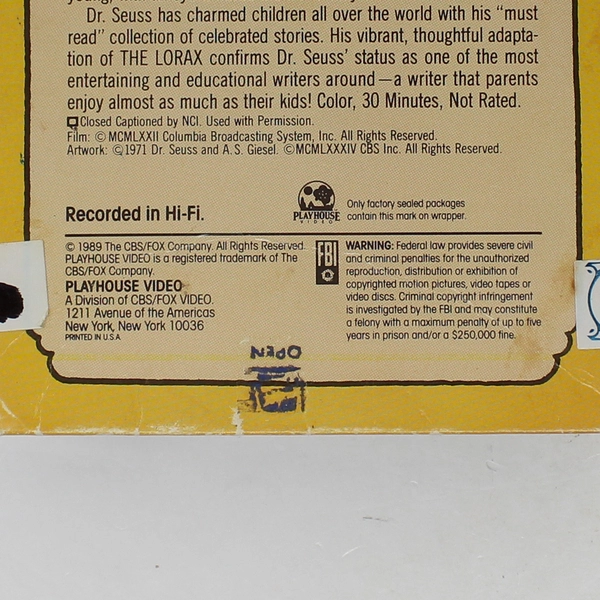 Dr. Seuss has charmed children all over the world with his “must
read” collection of celebrated stories. His vibrant, thoughtful adapta-
tion of THE LORAX confirms Dr. Seuss’ status as one of the most
entertaining and educational writers around—a writer that parents
enjoy almost as much as their kids! Color, 30 Minutes, Not Rated.
Closed Captioned by NCI. Used with Permission.
Film: © MCMLXXII Columbia Broadcasting System, Inc. All Rights Reserved.
Artwork: ©1971 Dr. Seuss and A.S. Giesel. ©MCMLXXXIV CBS Inc. All Rights Reserved.
Recorded in Hi-Fi.
PLAYHOUSE
VIDEO
Only factory sealed packages
contain this mark on wrapper.
© 1989 The CBS/FOX Company. All Rights Reserved.
PLAYHOUSE VIDEO is a registered trademark of The
CBS/FOX Company.
PLAYHOUSE VIDEO
A Division of CBS/FOX VIDEO.
1211 Avenue of the Americas
New York, New York 10036
PRINTED IN U.S.A.
FBI
WARNING: Federal law provides severe civil
and criminal penalties for the unauthorized
reproduction, distribution or exhibition of
copyrighted motion pictures, video tapes or
video discs. Criminal copyright infringement
is investigated by the FBI and may constitute
a felony with a maximum penalty of up to five
years in prison and/or a $250,000 fine.
OPEN